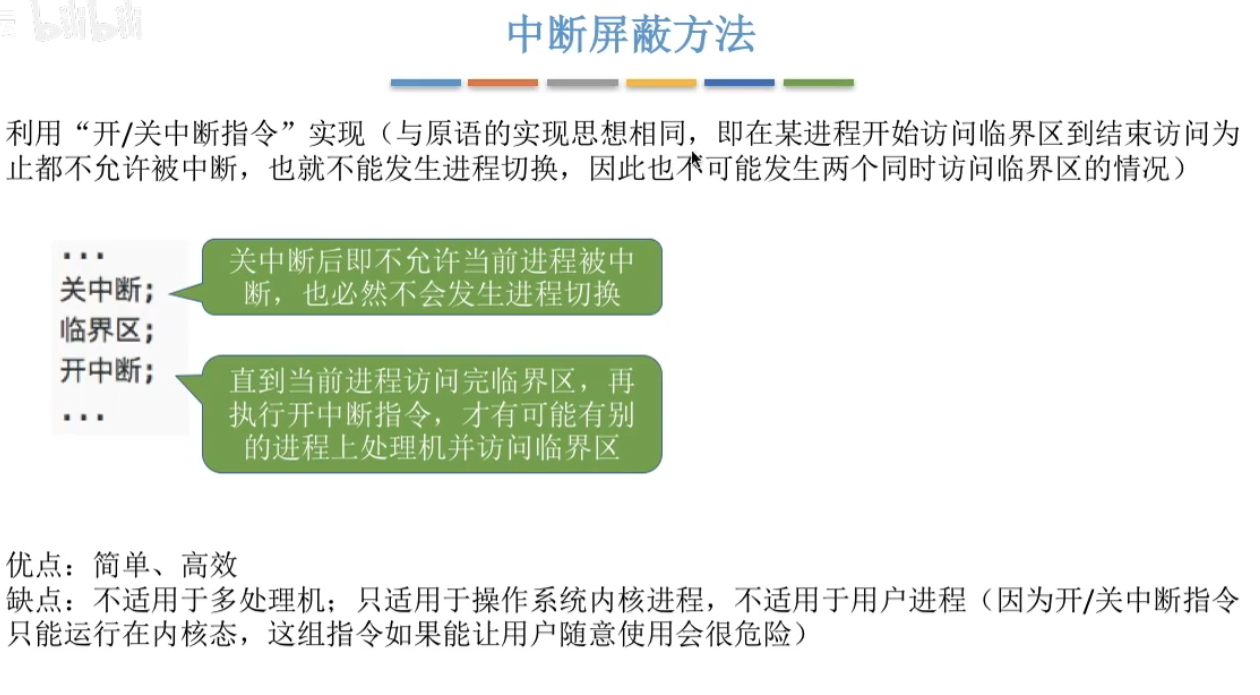 bilibili
中断屏蔽方法
利用“开/关中断指令”实现（与原语的实现思想相同，即在某进程开始访问临界区到结束访问为
止都不允许被中断，也就不能发生进程切换，因此也不可能发生两个同时访问临界区的情况）
...
关中断;
临界区;
开中断;
...
关中断后即不允许当前进程被中
断，也必然不会发生进程切换
直到当前进程访问完临界区，再
执行开中断指令，才有可能有别
的进程上处理机并访问临界区
优点：简单、高效
缺点：不适用于多处理机；只适用于操作系统内核进程，不适用于用户进程（因为开/关中断指令
只能运行在内核态，这组指令如果能让用户随意使用会很危险）